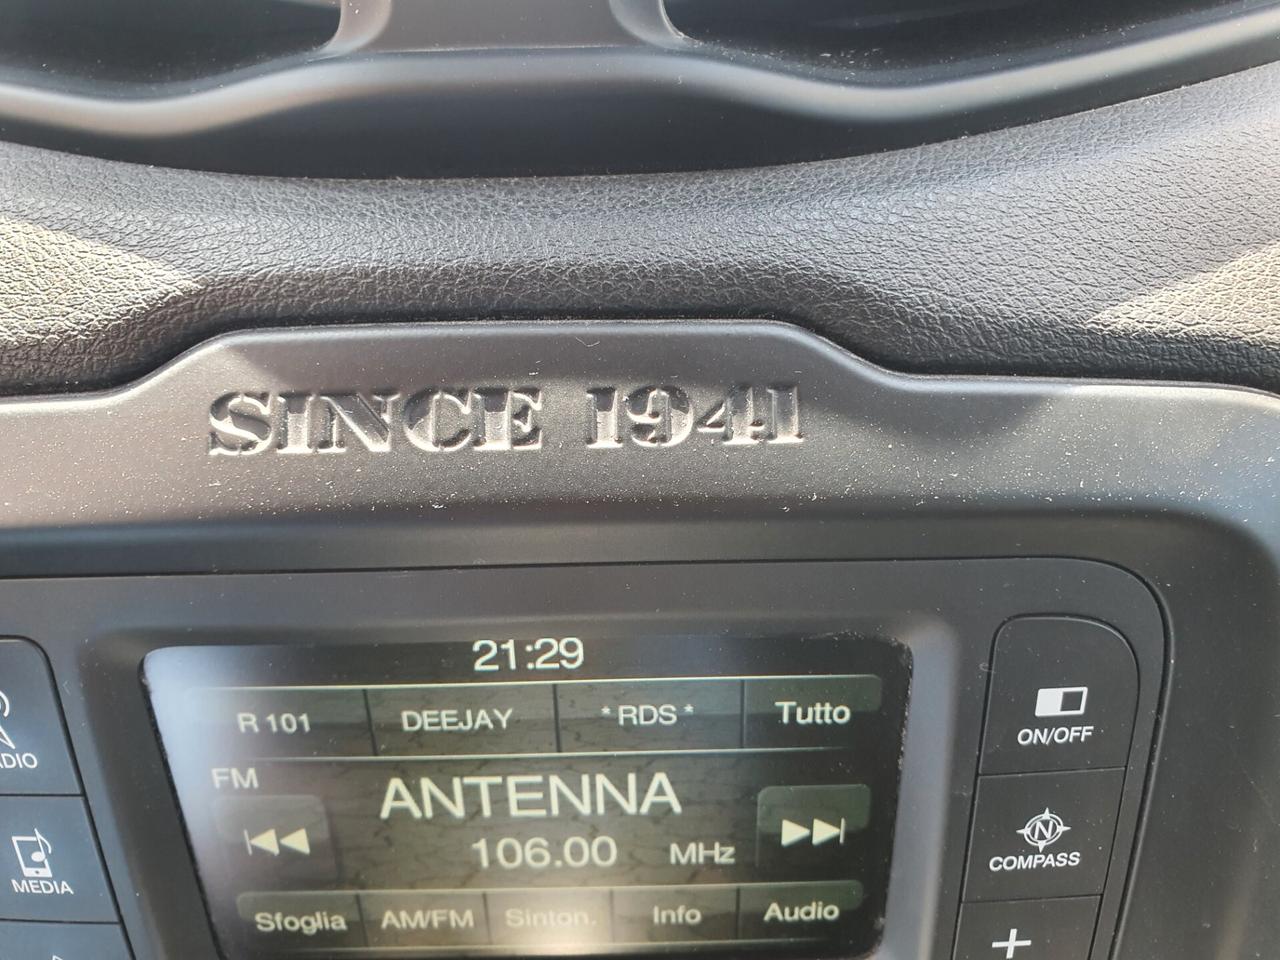 SINCE 1941
21:29
R 101 DEEJAY *RDS* Tutto
FM
ANTENNA
106.00 MHz
Sfoglia AM/FM Sinton. Info Audio
MEDIA
ON/OFF
N
COMPASS
+